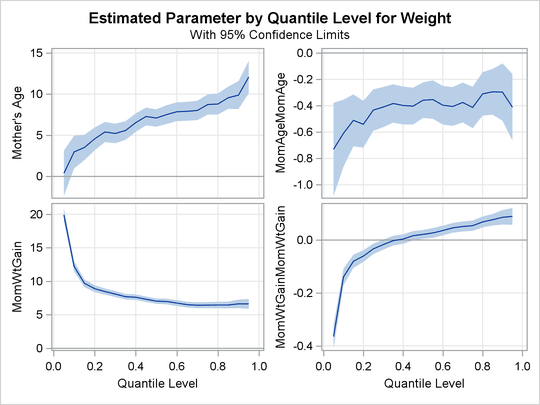 Estimated Parameter by Quantile Level for Weight
With 95% Confidence Limits
Mother's Age
15
10
5
0
MomAgeMomAge
0.0
-0.2
-0.4
-0.6
-0.8
-1.0
MomWtGain
20
15
10
5
0
0.0 0.2 0.4 0.6 0.8 1.0
Quantile Level
MomWtGainMomWtGain
0.0
-0.2
-0.4
0.0 0.2 0.4 0.6 0.8 1.0
Quantile Level